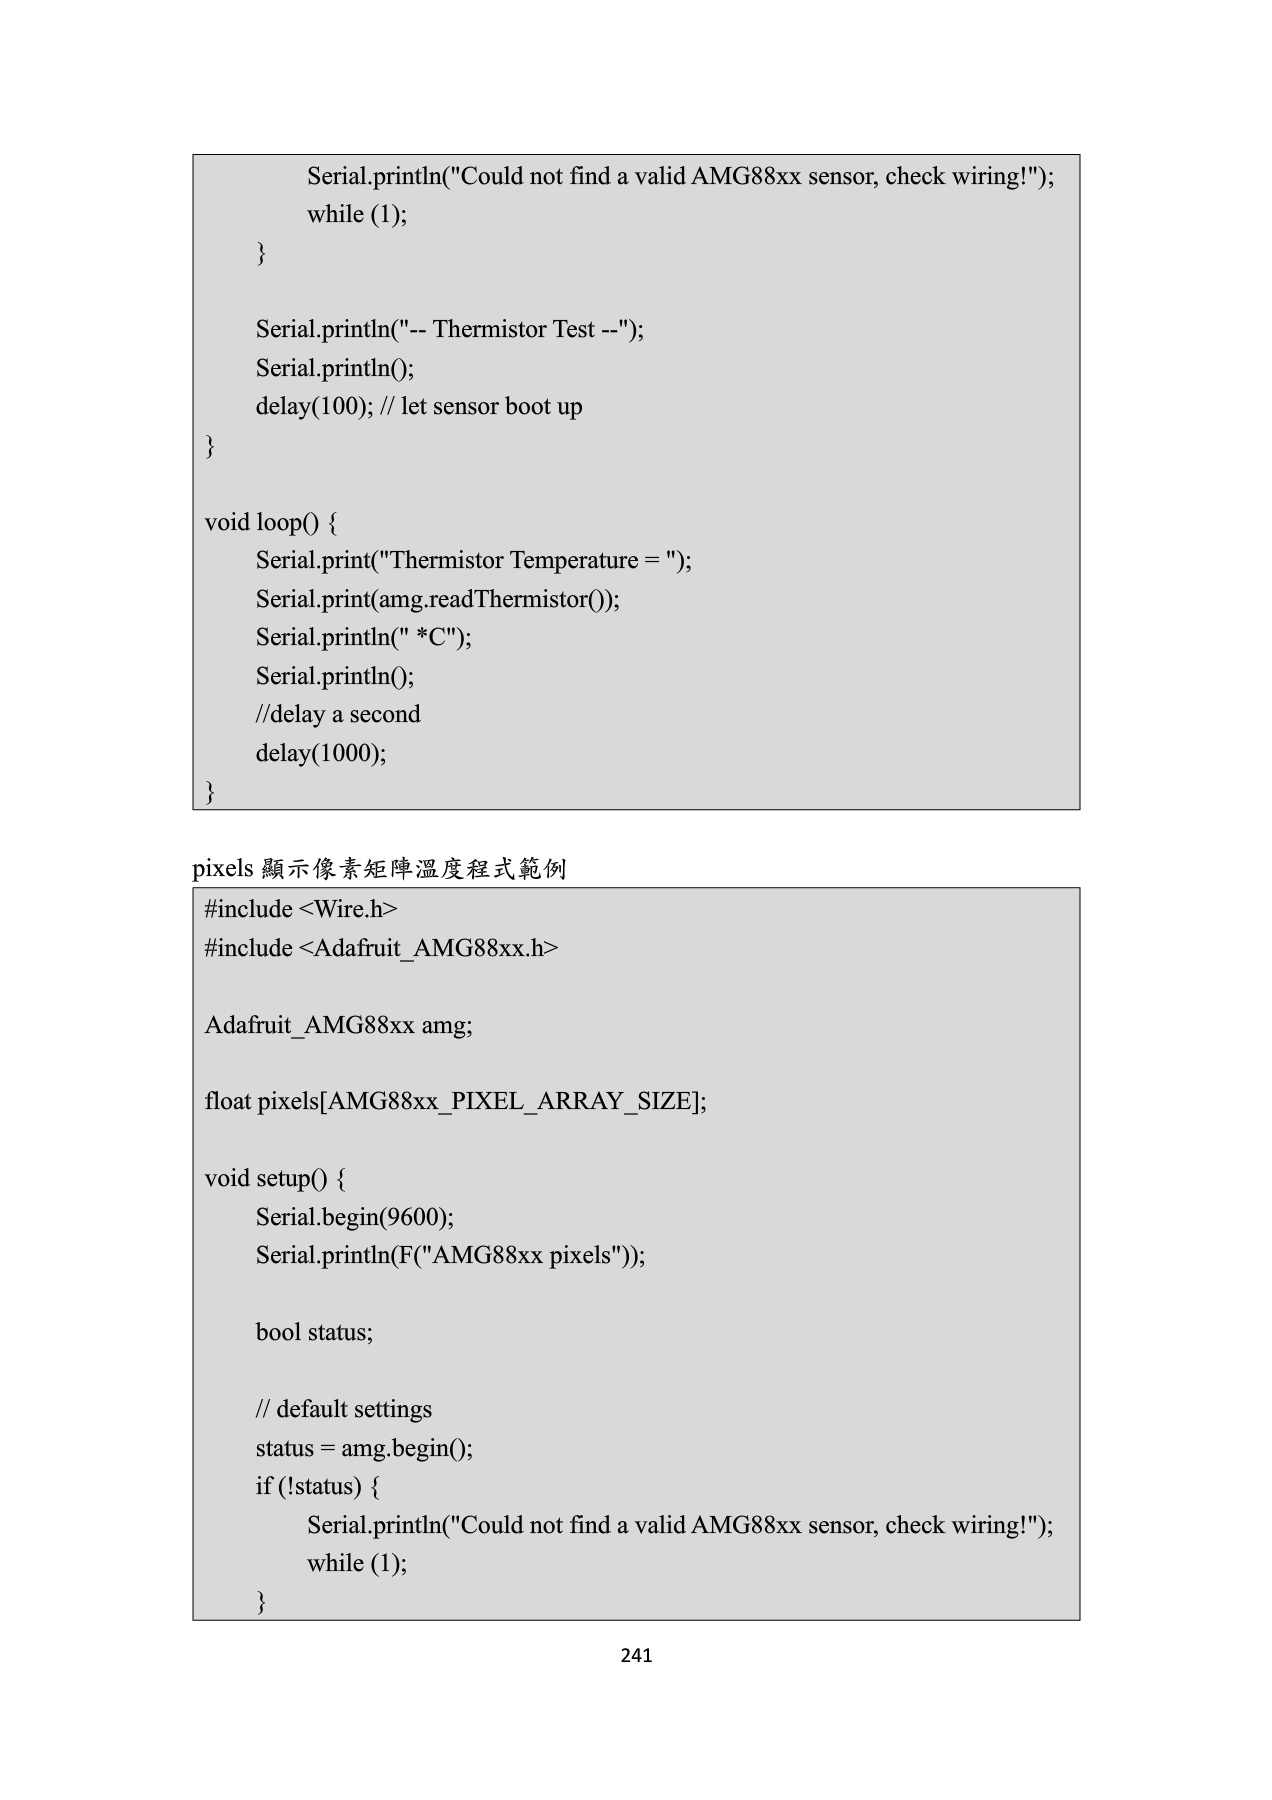 Serial.println("Could not find a valid AMG88xx sensor, check wiring!");
while (1);
}
Serial.println("-- Thermistor Test --");
Serial.println();
delay(100); // let sensor boot up
}
void loop() {
Serial.print("Thermistor Temperature = ");
Serial.print(amg.readThermistor());
Serial.println(" *C");
Serial.println();
//delay a second
delay(1000);
}
pixels 顯示像素矩陣溫度程式範例
#include <Wire.h>
#include <Adafruit_AMG88xx.h>
Adafruit_AMG88xx amg;
float pixels[AMG88xx_PIXEL_ARRAY_SIZE];
void setup() {
Serial.begin(9600);
Serial.println(F("AMG88xx pixels"));
bool status;
// default settings
status = amg.begin();
if (!status) {
Serial.println("Could not find a valid AMG88xx sensor, check wiring!");
while (1);
}
241